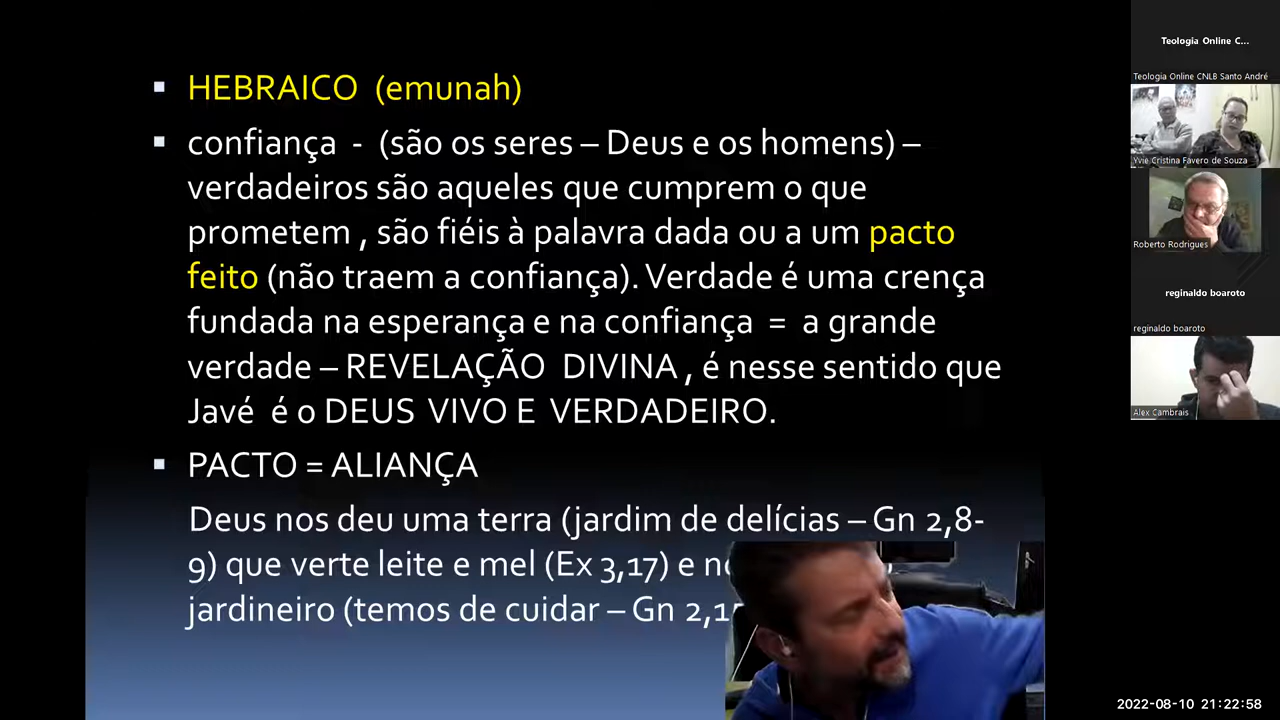 HEBRAICO (emunah)
confiança - (são os seres – Deus e os homens) –
verdadeiros são aqueles que cumprem o que
prometem , são fiéis à palavra dada ou a um pacto
feito (não traem a confiança). Verdade é uma crença
fundada na esperança e na confiança = a grande
verdade – REVELAÇÃO DIVINA , é nesse sentido que
Javé é o DEUS VIVO E VERDADEIRO.
PACTO = ALIANÇA
Deus nos deu uma terra (jardim de delícias – Gn 2,8-
9) que verte leite e mel (Ex 3,17) e
jardineiro (temos de cuidar – Gn
Teologia Online C...
Teologia Online CNLB Santo André
Yvie Cristina Favero de Souza
Roberto Rodrigues
reginaldo boaroto
reginaldo boaroto
Alex Cambrais
2022-08-10 21:22:58